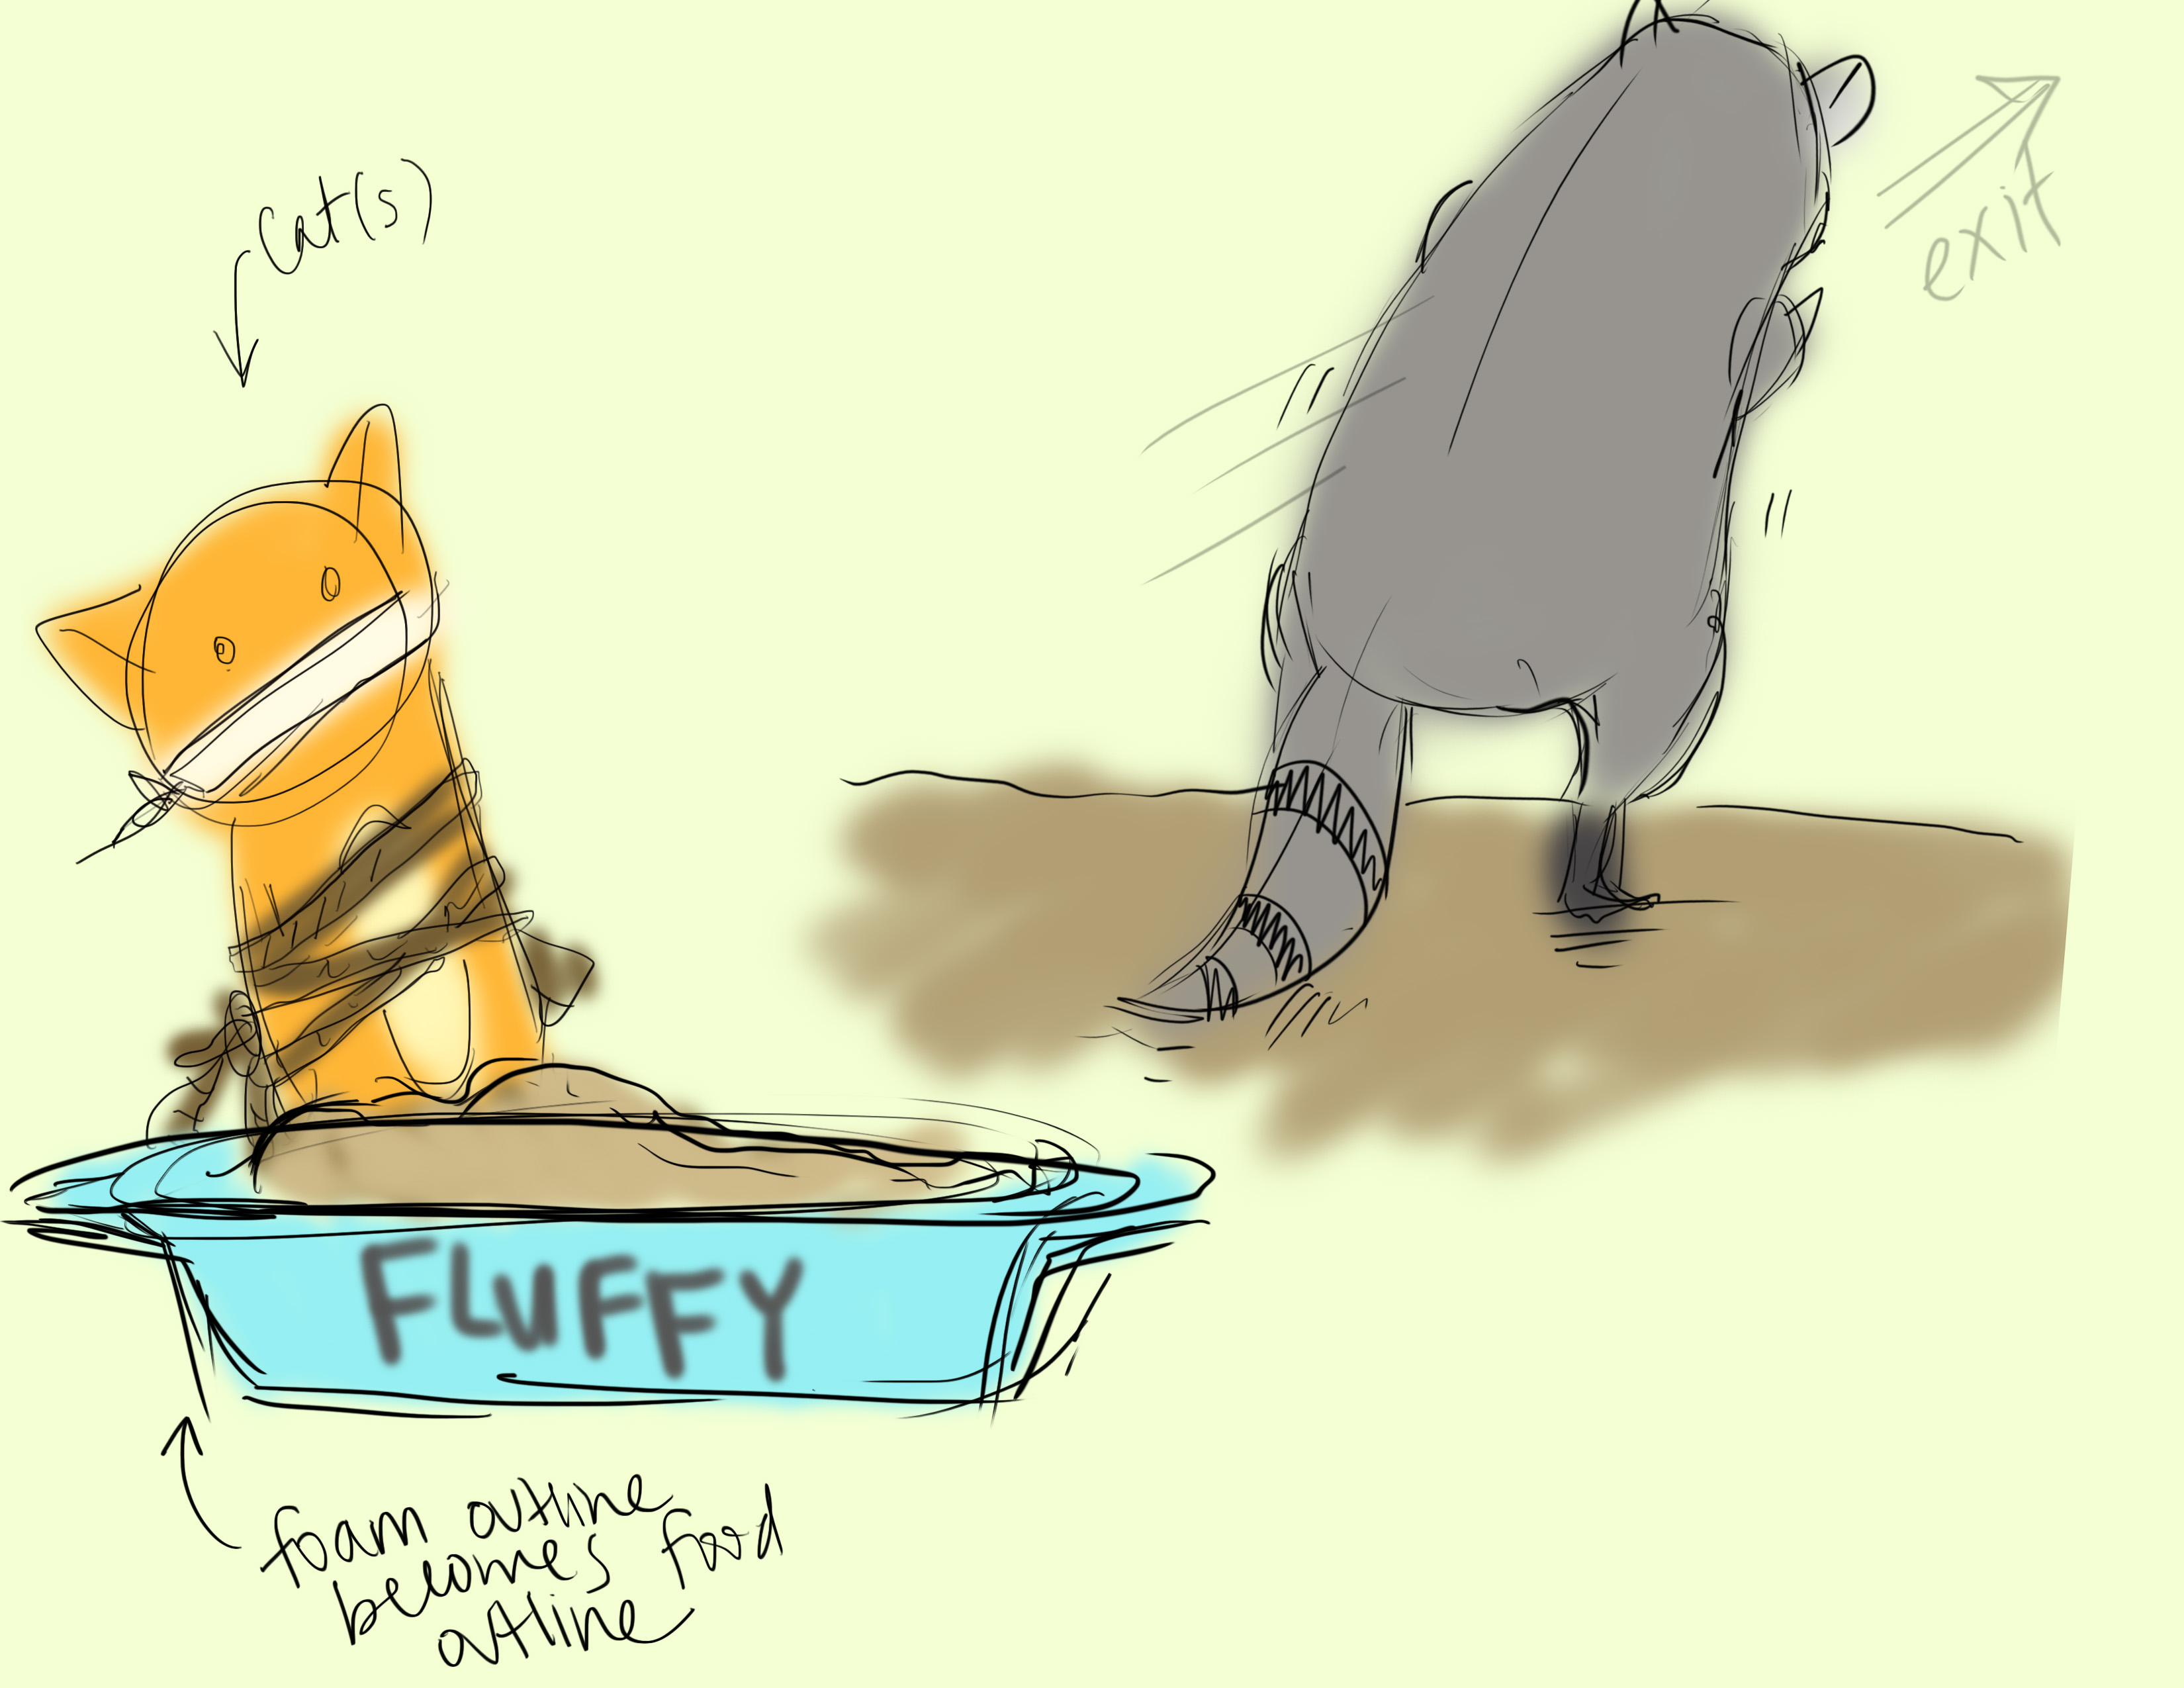 cat(s)
exit
FLUFFY
foam outline
becomes food
outline